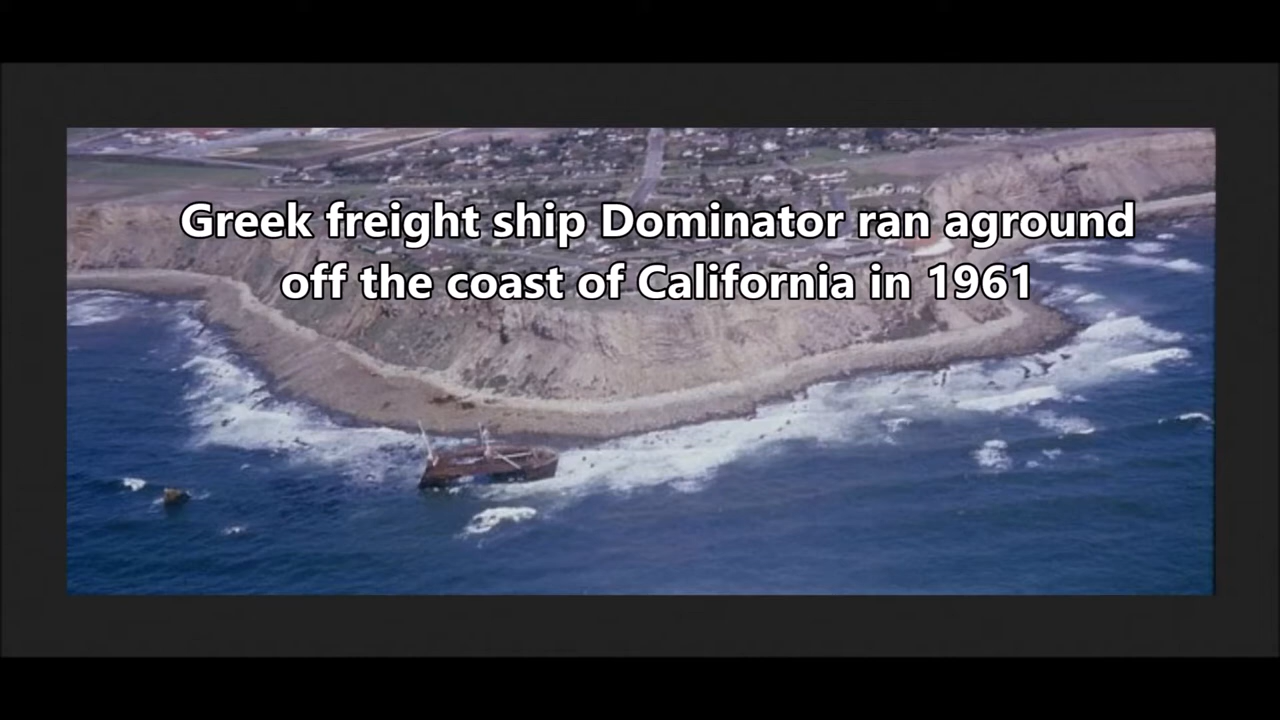 Greek freight ship Dominator ran aground
off the coast of California in 1961